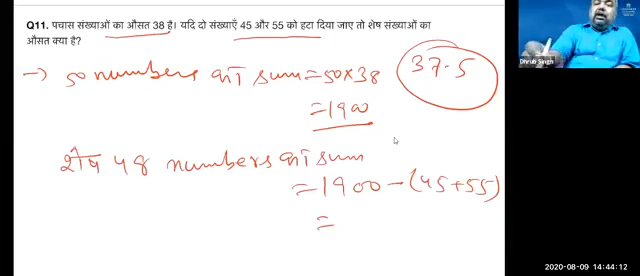 Q11. पचास संख्याओं का औसत 38 है। यदि दो संख्याएँ 45 और 55 को हटा दिया जाए तो शेष संख्याओं का
औसत क्या है?
→ 50 numbers का sum = 50 × 38
= 1900
37.5
शेष 48 numbers का sum
= 1900 - (45 + 55)
=
Dhrub Singh
2020-08-09 14:44:12